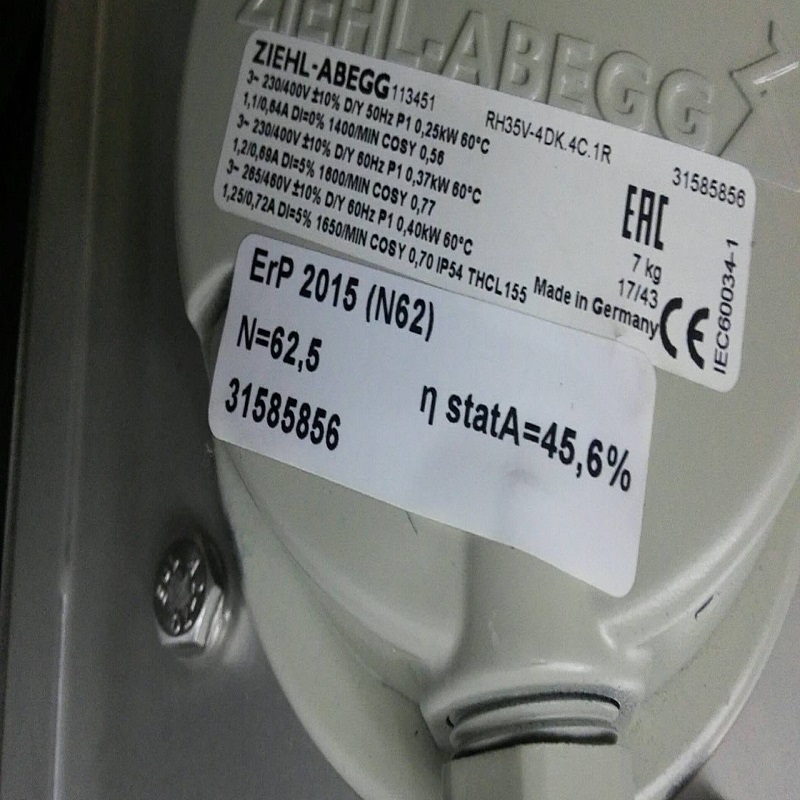 ZIEHL-ABEGG
ZIEHL-ABEGG 113451 RH35V-4DK.4C.1R 31585856
3~ 230/400V ±10% D/Y 50Hz P1 0,25kW 60°C
1,1/0,64A DI=0% 1400/MIN COSY 0,56
3~ 230/400V ±10% D/Y 60Hz P1 0,37kW 60°C
1,2/0,69A DI=5% 1600/MIN COSY 0,77
3~ 265/460V ±10% D/Y 60Hz P1 0,40kW 60°C
1,25/0,72A DI=5% 1650/MIN COSY 0,70 IP54 THCL155
EAC
7 kg
17/43
Made in Germany
CE
IEC60034-1
ErP 2015 (N62)
N=62,5
31585856
η statA=45,6%